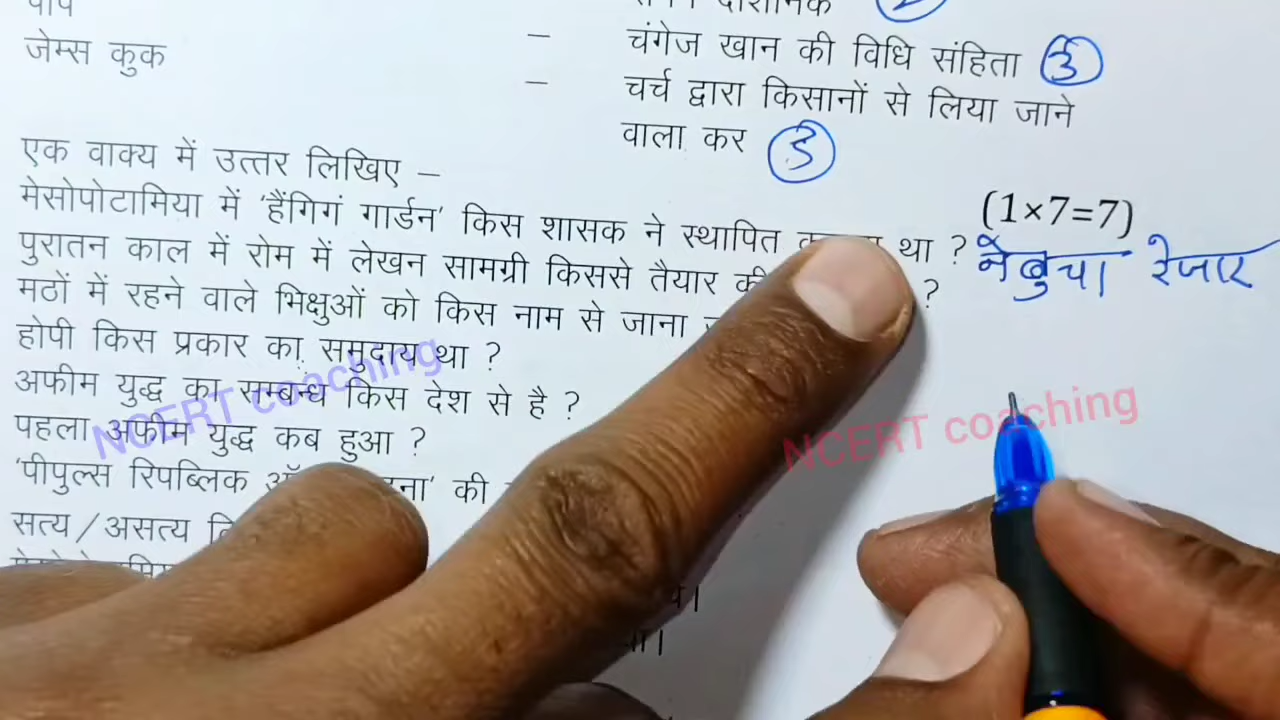 जेम्स कुक – चंगेज खान की विधि संहिता 3
– चर्च द्वारा किसानों से लिया जाने
वाला कर 5
एक वाक्य में उत्तर लिखिए –
(1×7=7)
मेसोपोटामिया में 'हैंगिगं गार्डन' किस शासक ने स्थापित था ? नेबुचा रेजार
पुरातन काल में रोम में लेखन सामग्री किससे तैयार की ?
मठों में रहने वाले भिक्षुओं को किस नाम से जाना
होपी किस प्रकार का समुदाय था ?
अफीम युद्ध का सम्बन्ध किस देश से है ?
पहला अफीम युद्ध कब हुआ ?
'पीपुल्स रिपब्लिक की
सत्य / असत्य
NCERT coaching
NCERT coaching